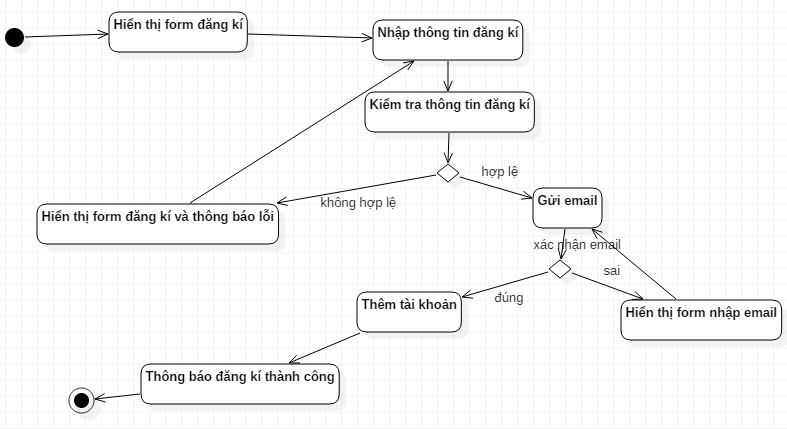 Hiển thị form đăng kí
Nhập thông tin đăng kí
Kiểm tra thông tin đăng kí
hợp lệ
không hợp lệ
Gửi email
Hiển thị form đăng kí và thông báo lỗi
xác nhận email
sai
đúng
Thêm tài khoản
Hiển thị form nhập email
Thông báo đăng kí thành công